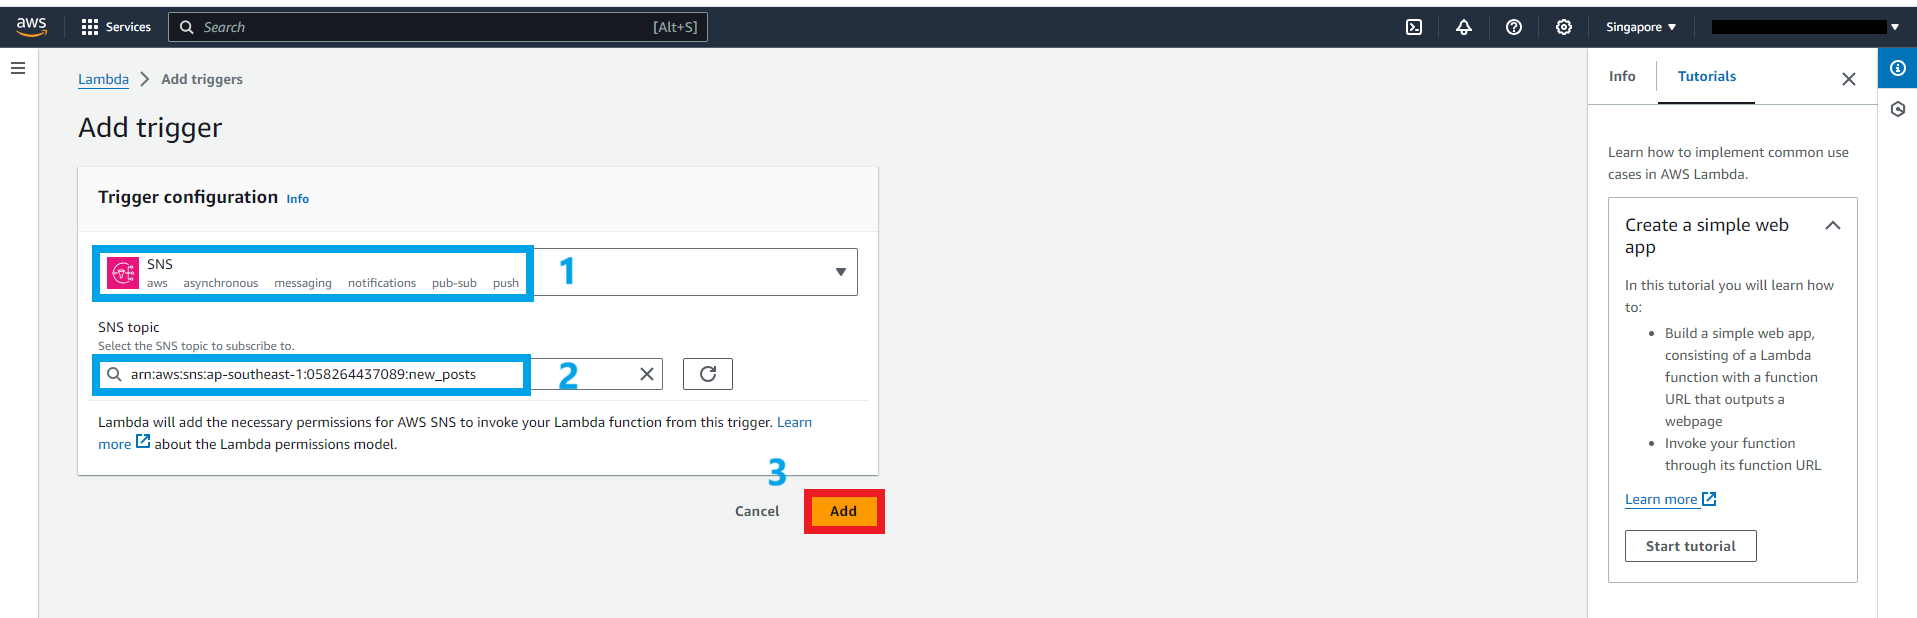 aws Services Search [Alt+S] Singapore
Lambda Add triggers
Add trigger
Trigger configuration Info
SNS
aws asynchronous messaging notifications pub-sub push
1
SNS topic
Select the SNS topic to subscribe to.
arn:aws:sns:ap-southeast-1:058264437089:new_posts
2
Lambda will add the necessary permissions for AWS SNS to invoke your Lambda function from this trigger. Learn
more about the Lambda permissions model.
3
Cancel Add
Info Tutorials
Learn how to implement common use
cases in AWS Lambda.
Create a simple web
app
In this tutorial you will learn how
to:
• Build a simple web app,
consisting of a Lambda
function with a function
URL that outputs a
webpage
• Invoke your function
through its function URL
Learn more
Start tutorial